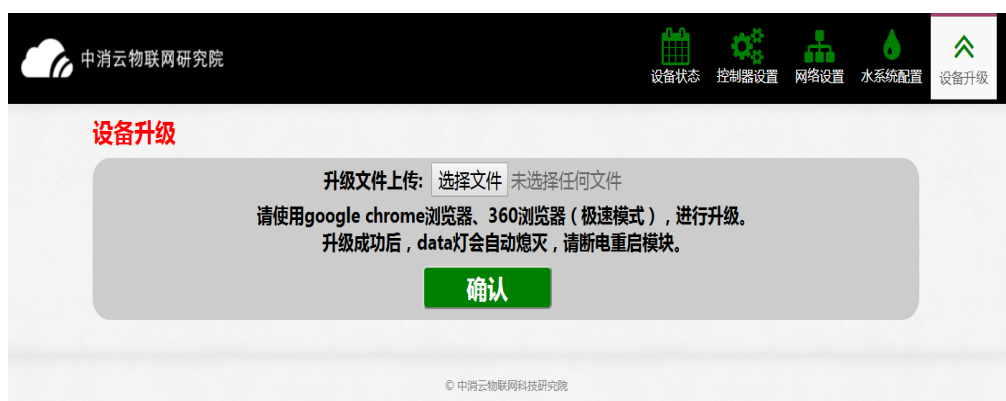 中消云物联网研究院
设备状态 控制器设置 网络设置 水系统配置 设备升级
设备升级
升级文件上传: 选择文件 未选择任何文件
请使用google chrome浏览器、360浏览器（极速模式），进行升级。
升级成功后，data灯会自动熄灭，请断电重启模块。
确认
© 中消云物联网科技研究院